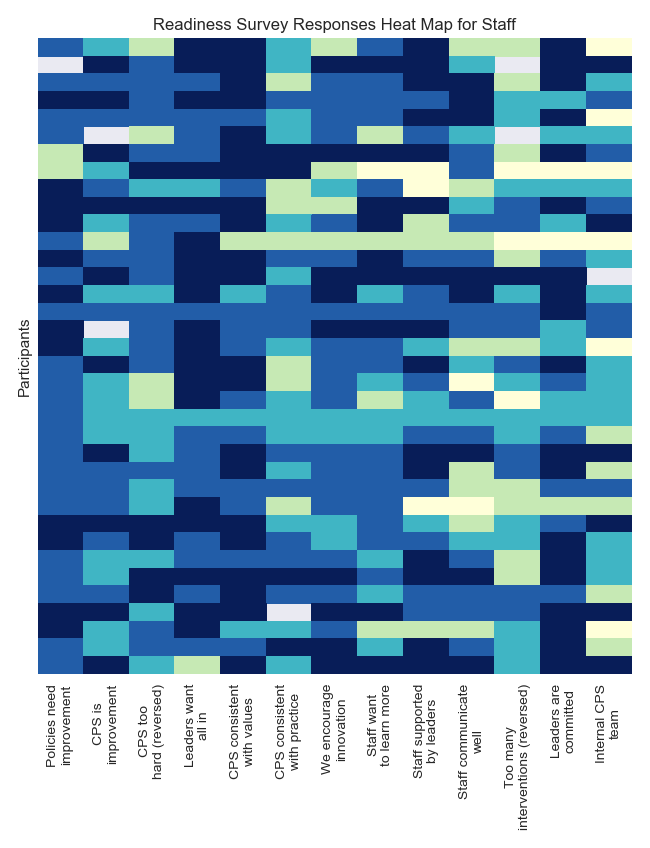 Readiness Survey Responses Heat Map for Staff
Participants
Policies need
improvement
CPS is
improvement
CPS too
hard (reversed)
Leaders want
all in
CPS consistent
with values
CPS consistent
with practice
We encourage
innovation
Staff want
to learn more
Staff supported
by leaders
Staff communicate
well
Too many
interventions (reversed)
Leaders are
committed
Internal CPS
team